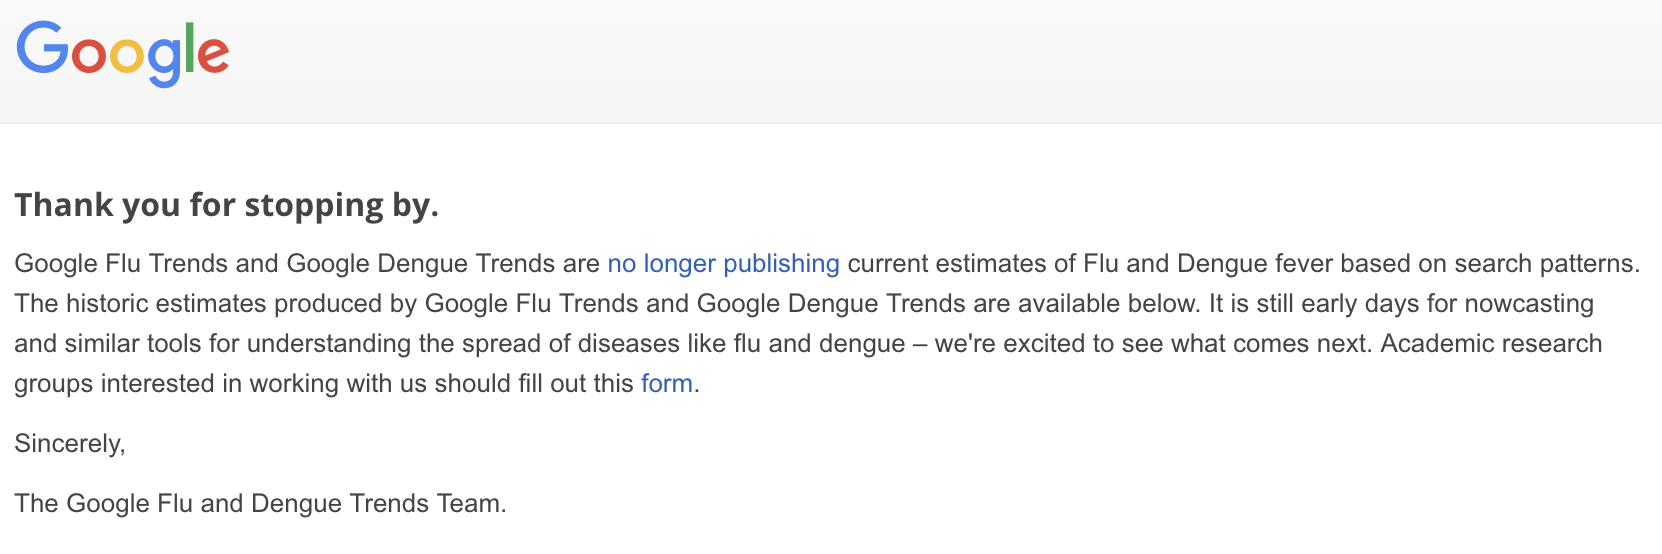 Google
Thank you for stopping by.
Google Flu Trends and Google Dengue Trends are no longer publishing current estimates of Flu and Dengue fever based on search patterns.
The historic estimates produced by Google Flu Trends and Google Dengue Trends are available below. It is still early days for nowcasting
and similar tools for understanding the spread of diseases like flu and dengue – we're excited to see what comes next. Academic research
groups interested in working with us should fill out this form.
Sincerely,
The Google Flu and Dengue Trends Team.